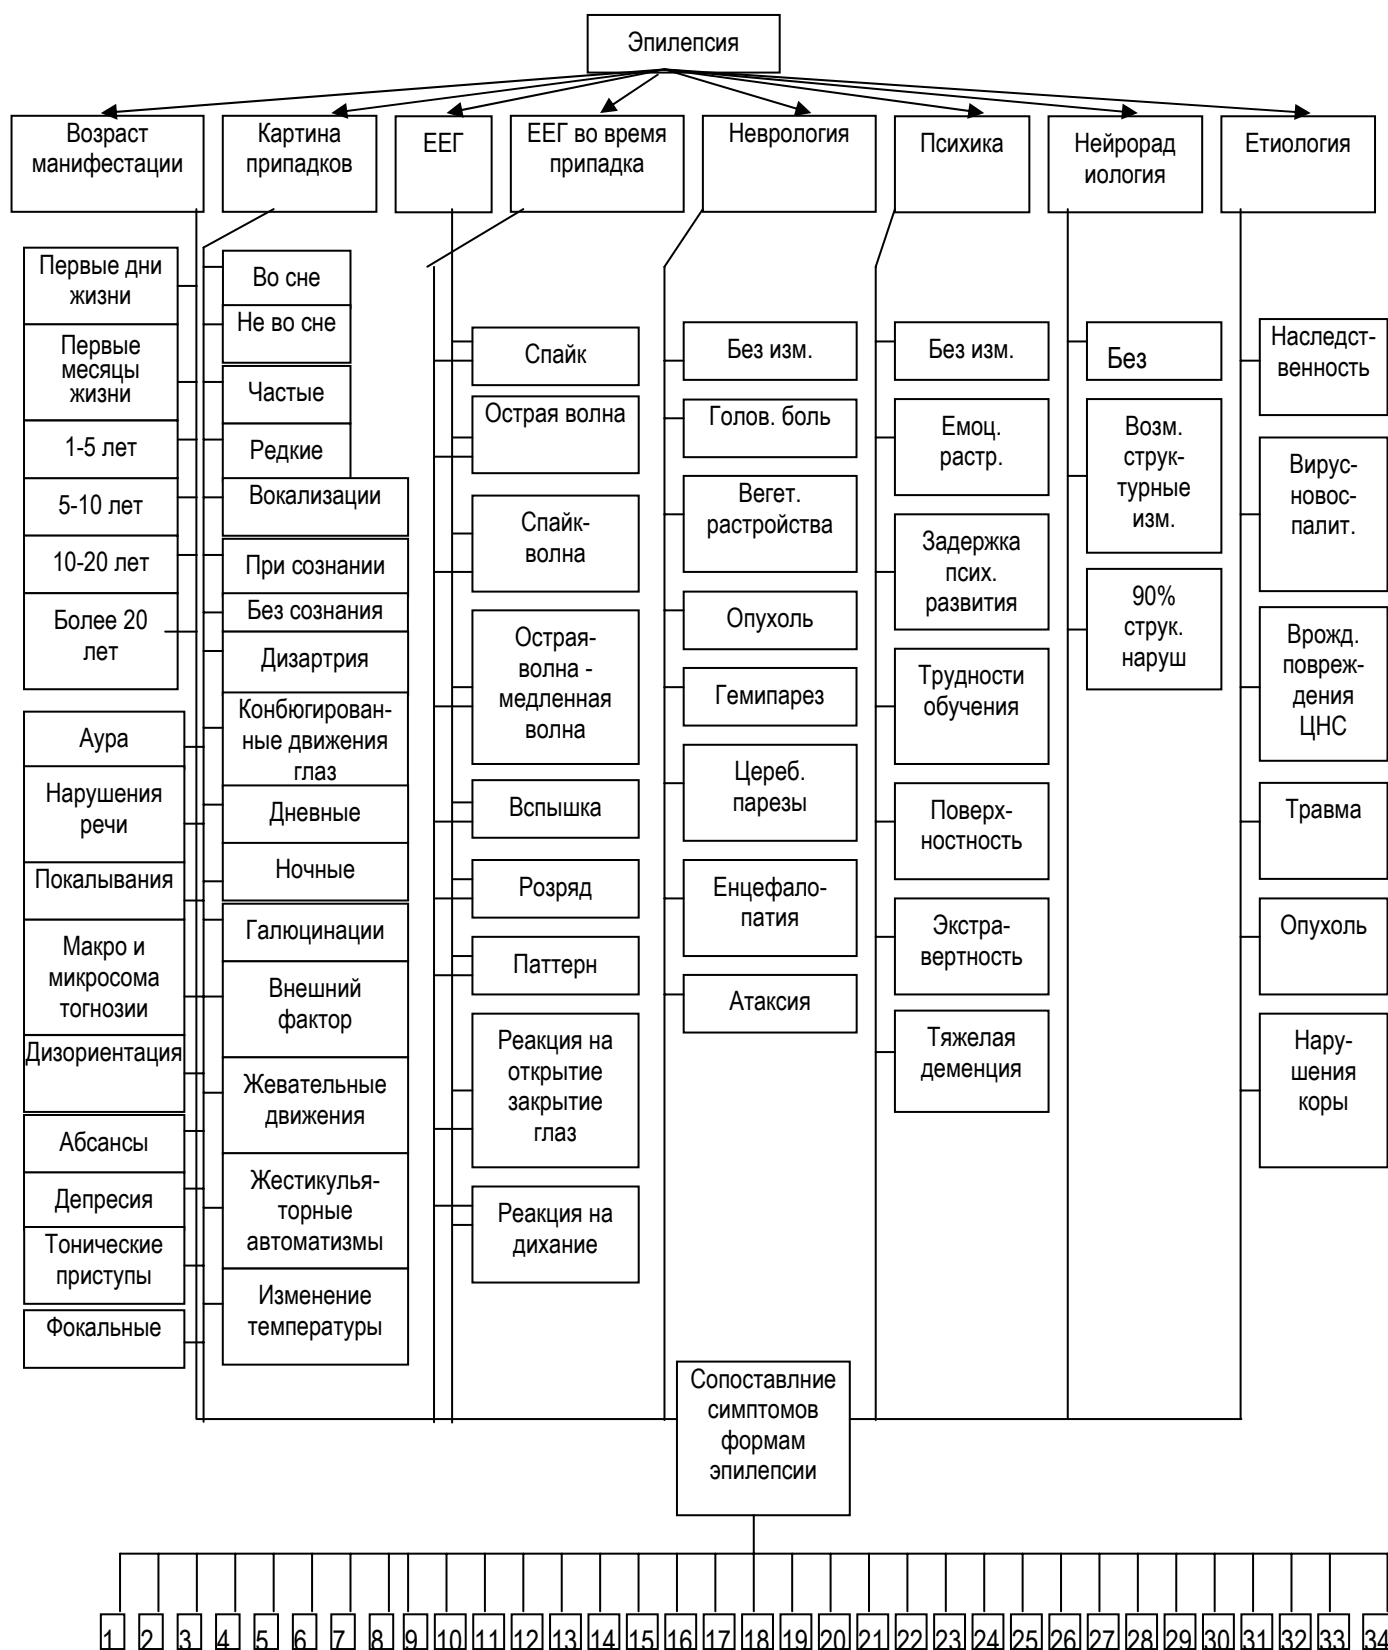 Эпилепсия
Возраст
манифестации
Картина
припадков
ЕЕГ
ЕЕГ во время
припадка
Неврология
Психика
Нейрорад
иология
Етиология
Первые дни
жизни
Первые
месяцы
жизни
1-5 лет
5-10 лет
10-20 лет
Более 20
лет
Аура
Нарушения
речи
Покалывания
Макро и
микросома
тогнозии
Дизориентация
Абсансы
Депресия
Тонические
приступы
Фокальные
Во сне
Не во сне
Частые
Редкие
Вокализации
При сознании
Без сознания
Дизартрия
Конбюгирован-
ные движения
глаз
Дневные
Ночные
Галюцинации
Внешний
фактор
Жевательные
движения
Жестикулья-
торные
автоматизмы
Изменение
температуры
Спайк
Острая волна
Спайк-
волна
Острая-
волна -
медленная
волна
Вспышка
Розряд
Паттерн
Реакция на
открытие
закрытие
глаз
Реакция на
дихание
Без изм.
Голов. боль
Вегет.
растройства
Опухоль
Гемипарез
Цереб.
парезы
Енцефало-
патия
Атаксия
Без изм.
Емоц.
растр.
Задержка
псих.
развития
Трудности
обучения
Поверх-
ностность
Экстра-
вертность
Тяжелая
деменция
Без
Возм.
струк-
турные
изм.
90%
струк.
наруш
Наследст-
венность
Вирус-
новос-
палит.
Врожд.
повреж-
дения
ЦНС
Травма
Опухоль
Нару-
шения
коры
Сопоставлние
симптомов
формам
эпилепсии
1 2 3 4 5 6 7 8 9 10 11 12 13 14 15 16 17 18 19 20 21 22 23 24 25 26 27 28 29 30 31 32 33 34